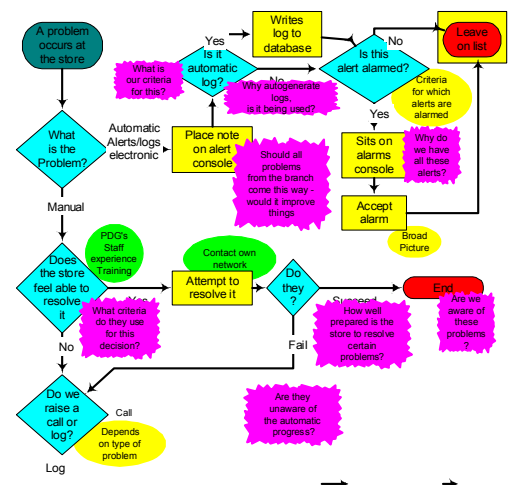 A problem
occurs at
the store
Yes
Writes
log to
database
No
Leave
on list
Is it
automatic
log?
Is this
alert alarmed?
What is
our criteria
for this?
No
Why autogenerate
logs,
is it being used?
Criteria
for which
alerts are
alarmed
What
is the
Problem?
Automatic
Alerts/logs
electronic
Place note
on alert
console
Yes
Sits on
alarms
console
Why do
we have
all these
alerts?
Should all
problems
from the branch
come this way -
would it improve
things
Accept
alarm
Manual
Broad
Picture
PDG's
Staff
experience
Training
Contact own
network
Does
the store
feel able to
resolve
it
Yes
Attempt to
resolve it
Do
they
?
Succeed
End
What criteria
do they use
for this
decision?
How well
prepared is the
store to resolve
certain
problems?
Are we
aware of
these
problems
?
No
Fail
Do we
raise a
call or
log?
Call
Depends
on type of
problem
Are they
unaware of
the automatic
progress?
Log